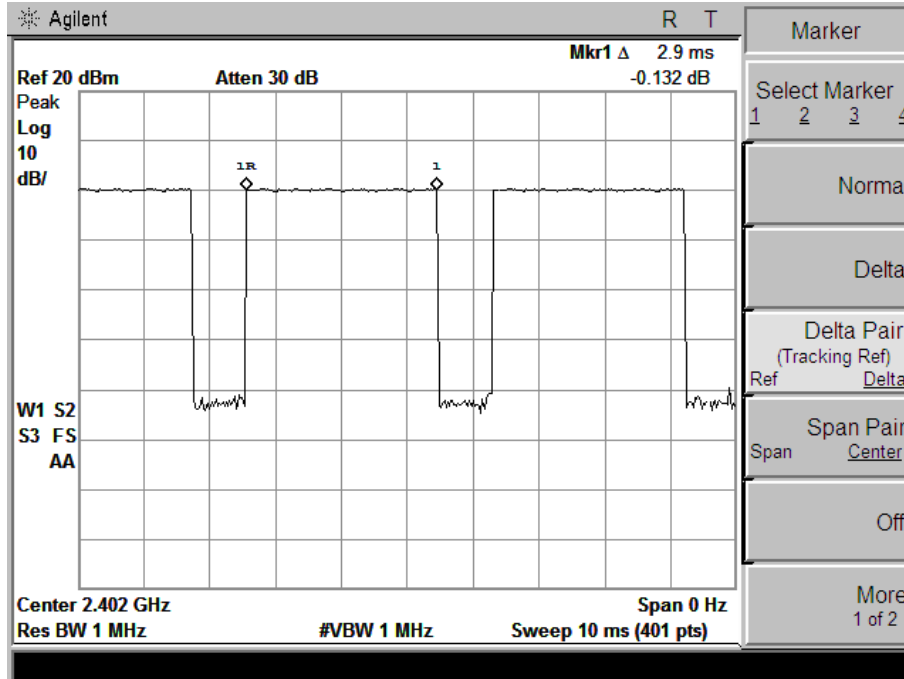 Agilent
R T
Marker
Mkr1 Δ 2.9 ms
Ref 20 dBm Atten 30 dB -0.132 dB
Peak
Log
10
dB/
1R
1
W1 S2
S3 FS
AA
Center 2.402 GHz Span 0 Hz
Res BW 1 MHz #VBW 1 MHz Sweep 10 ms (401 pts)
Select Marker
1 2 3 4
Norma
Delta
Delta Pair
(Tracking Ref)
Ref Delta
Span Pair
Span Center
Off
More
1 of 2